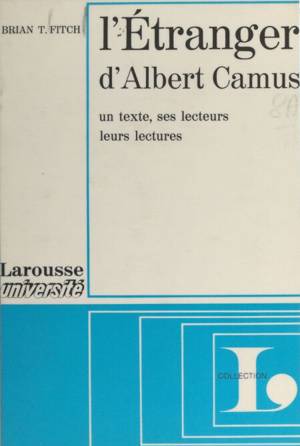 BRIAN T. FITCH
l'Étranger
d'Albert Camus
un texte, ses lecteurs
leurs lectures
Larousse
université
COLLECTION
L